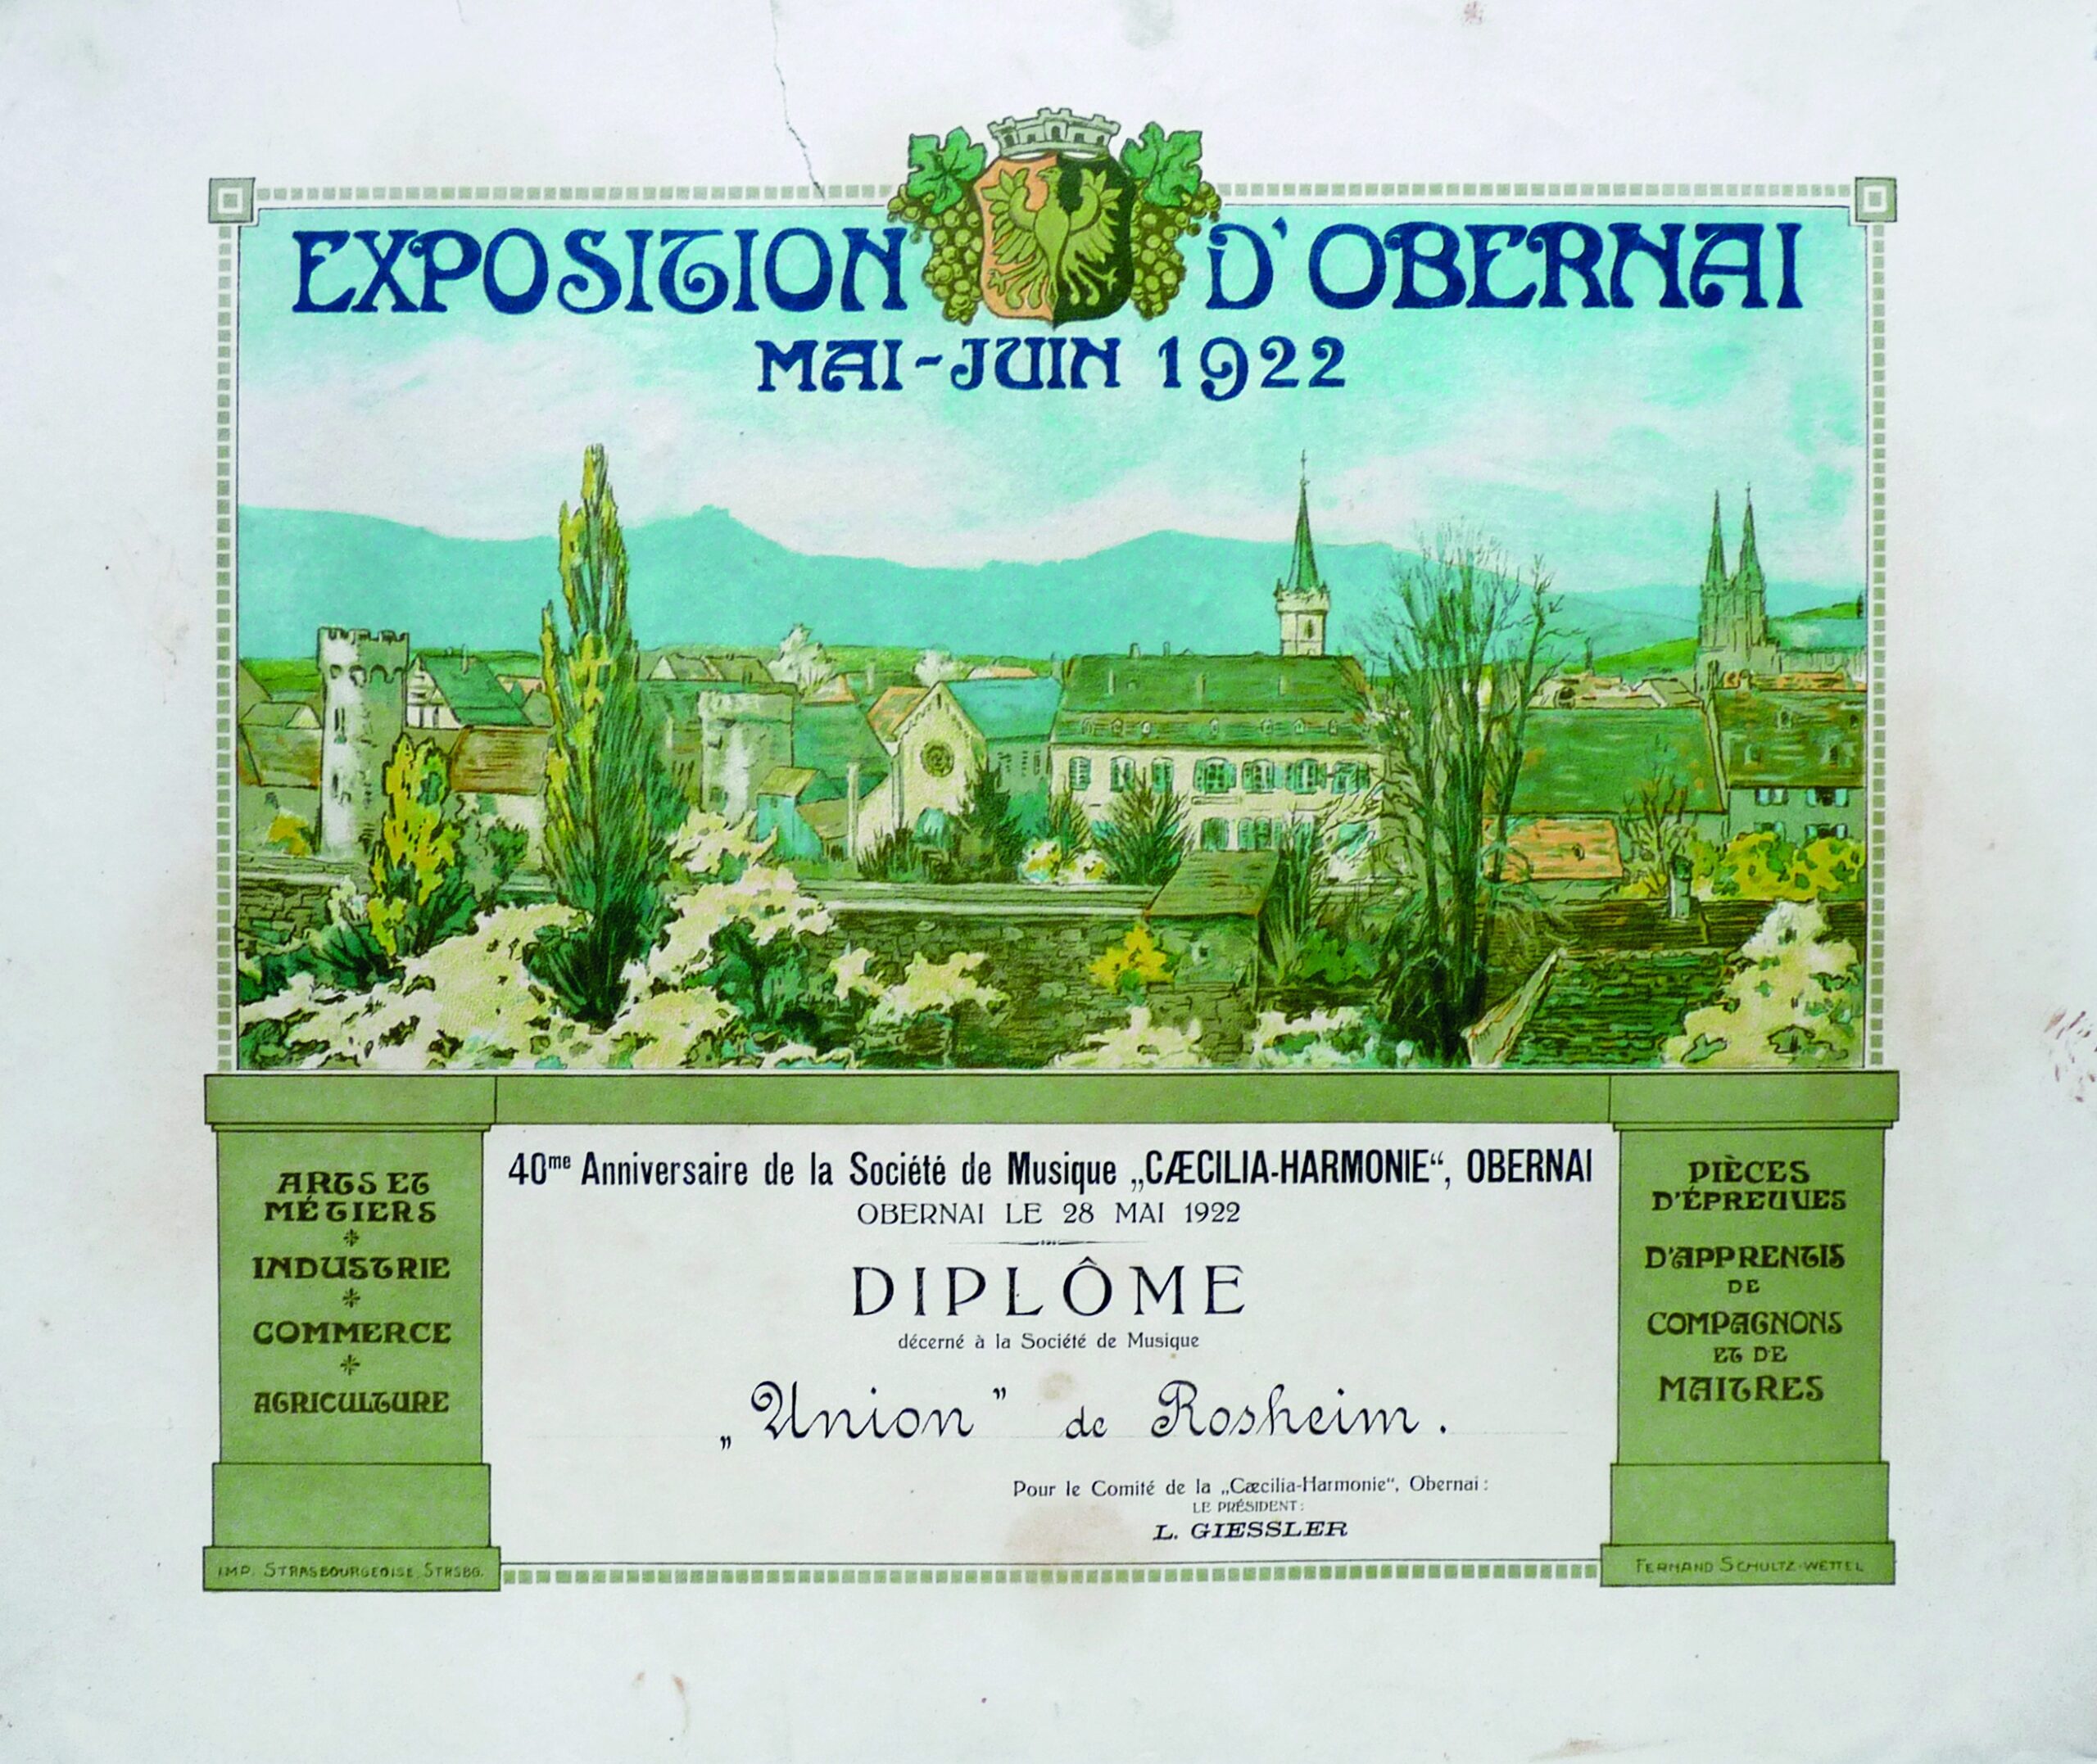 EXPOSITION D'OBERNAI
MAI-JUIN 1922
ARTS ET
MÉTIERS
INDUSTRIE
COMMERCE
AGRICULTURE
40me Anniversaire de la Société de Musique „CÆCILIA-HARMONIE“, OBERNAI
OBERNAI LE 28 MAI 1922
DIPLÔME
décerné à la Société de Musique
„Union” de Rosheim.
Pour le Comité de la „Cæcilia-Harmonie“, Obernai:
LE PRÉSIDENT:
L. GIESSLER
PIÈCES
D'ÉPREUVES
D'APPRENTIS
DE
COMPAGNONS
ET DE
MAITRES
IMP. STRASBOURGEOISE, STRSBG.
FERNAND SCHULTZ-WETTEL